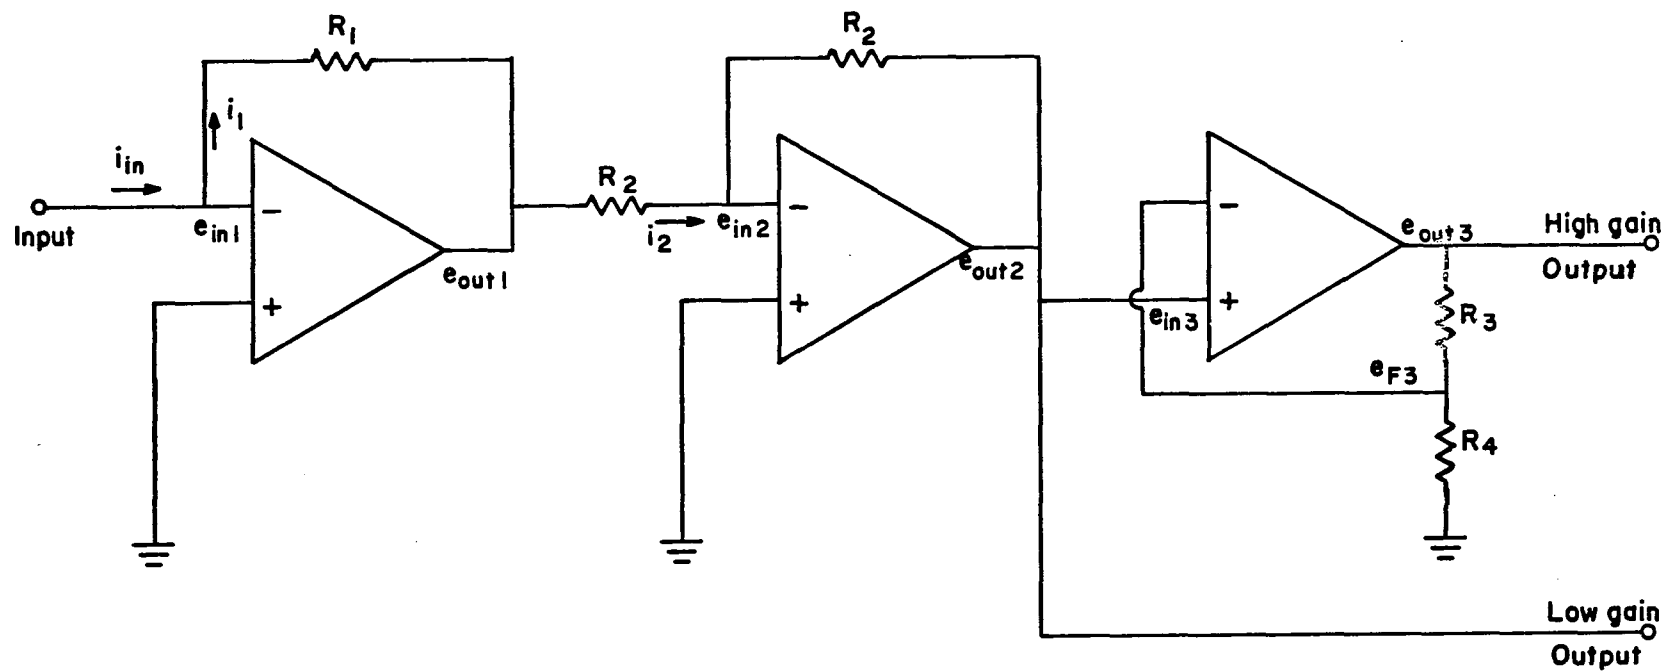 R1
R2
i1
iin
R2
Input
ein1
−
+
eout1
i2
ein2
−
+
eout2
−
+
ein3
eout3
High gain
Output
R3
eF3
R4
Low gain
Output